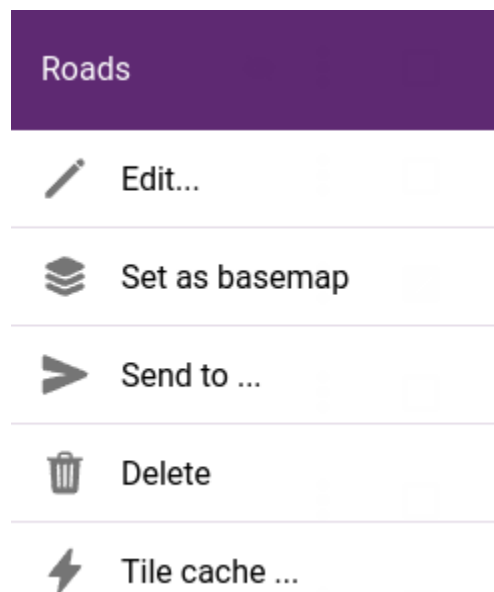 Roads
Edit...
Set as basemap
Send to ...
Delete
Tile cache ...